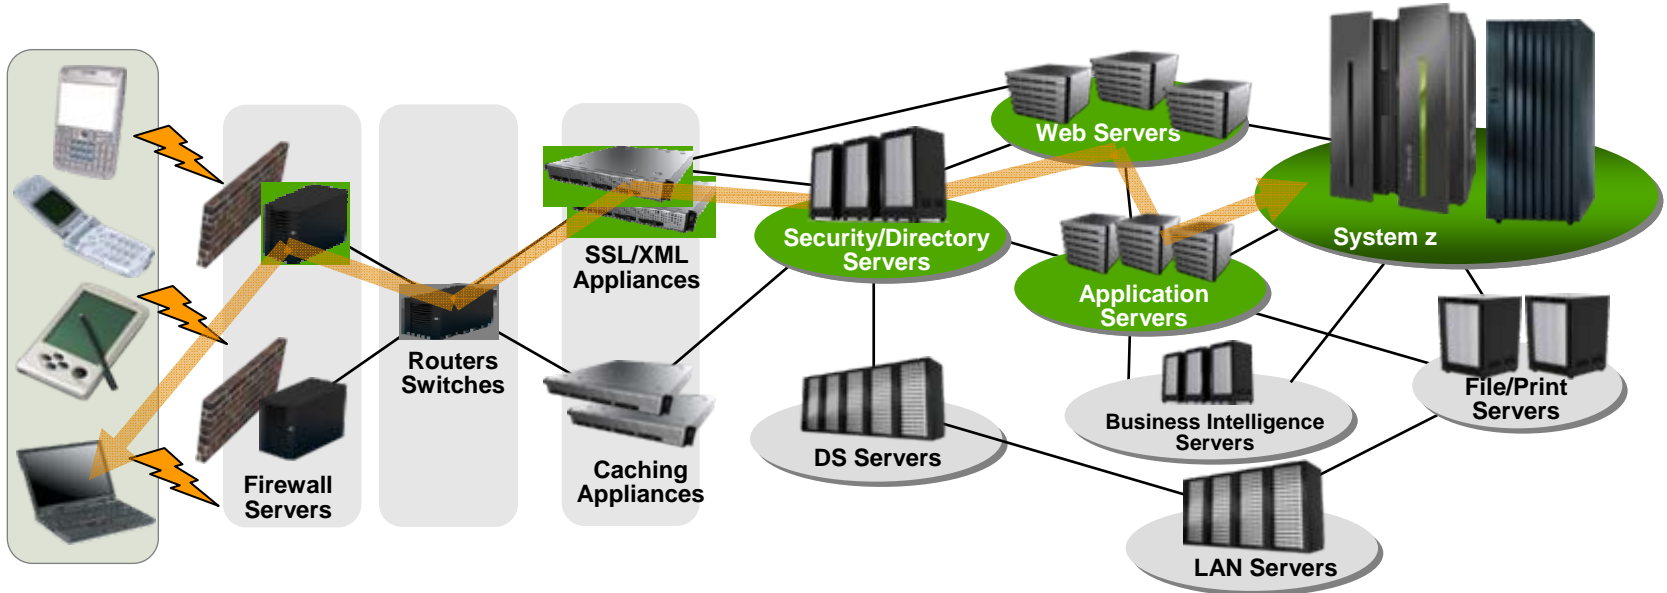 Web Servers
System z
Security/Directory
Servers
SSL/XML
Appliances
Application
Servers
Routers
Switches
File/Print
Servers
Business Intelligence
Servers
DS Servers
Caching
Appliances
Firewall
Servers
LAN Servers